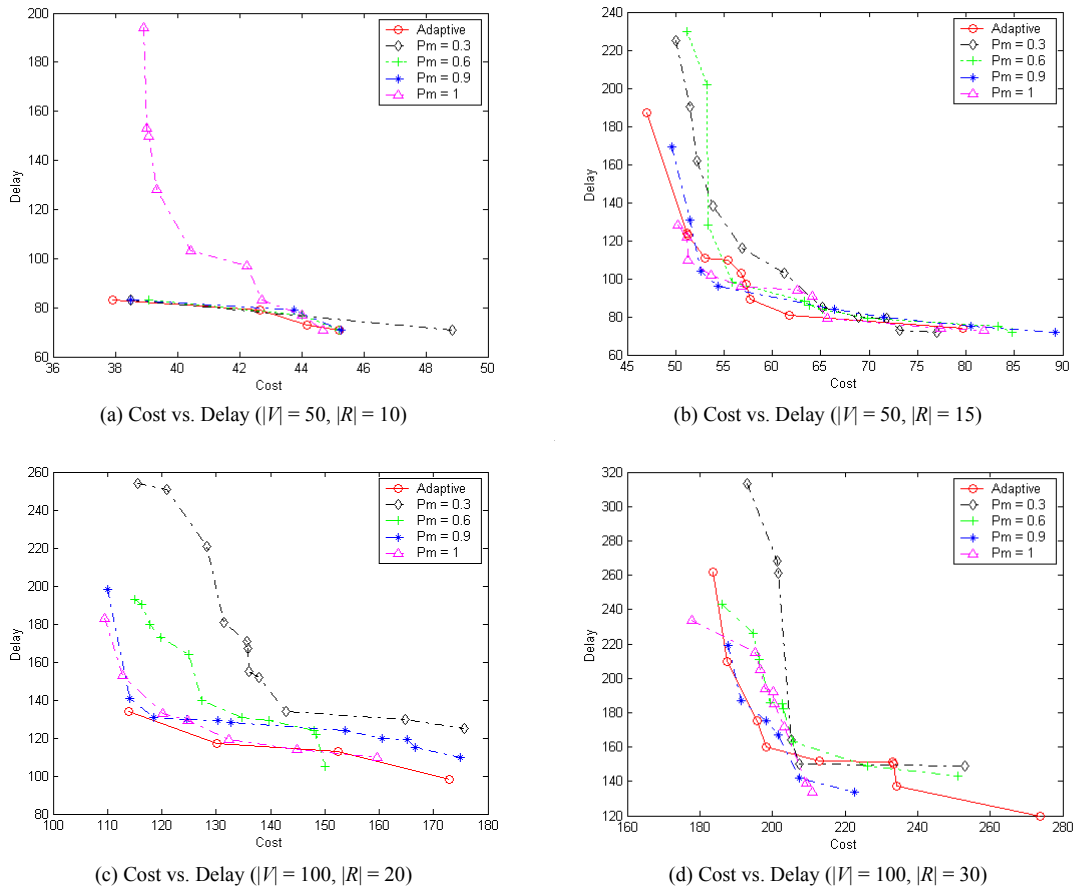 200
180
160
140
120
100
80
60
36 38 40 42 44 46 48 50
Delay
Cost
Adaptive
Pm = 0.3
Pm = 0.6
Pm = 0.9
Pm = 1
(a) Cost vs. Delay (|V| = 50, |R| = 10)
240
220
200
180
160
140
120
100
80
60
45 50 55 60 65 70 75 80 85 90
Delay
Cost
Adaptive
Pm = 0.3
Pm = 0.6
Pm = 0.9
Pm = 1
(b) Cost vs. Delay (|V| = 50, |R| = 15)
260
240
220
200
180
160
140
120
100
80
100 110 120 130 140 150 160 170 180
Delay
Cost
Adaptive
Pm = 0.3
Pm = 0.6
Pm = 0.9
Pm = 1
(c) Cost vs. Delay (|V| = 100, |R| = 20)
320
300
280
260
240
220
200
180
160
140
120
160 180 200 220 240 260 280
Delay
Cost
Adaptive
Pm = 0.3
Pm = 0.6
Pm = 0.9
Pm = 1
(d) Cost vs. Delay (|V| = 100, |R| = 30)